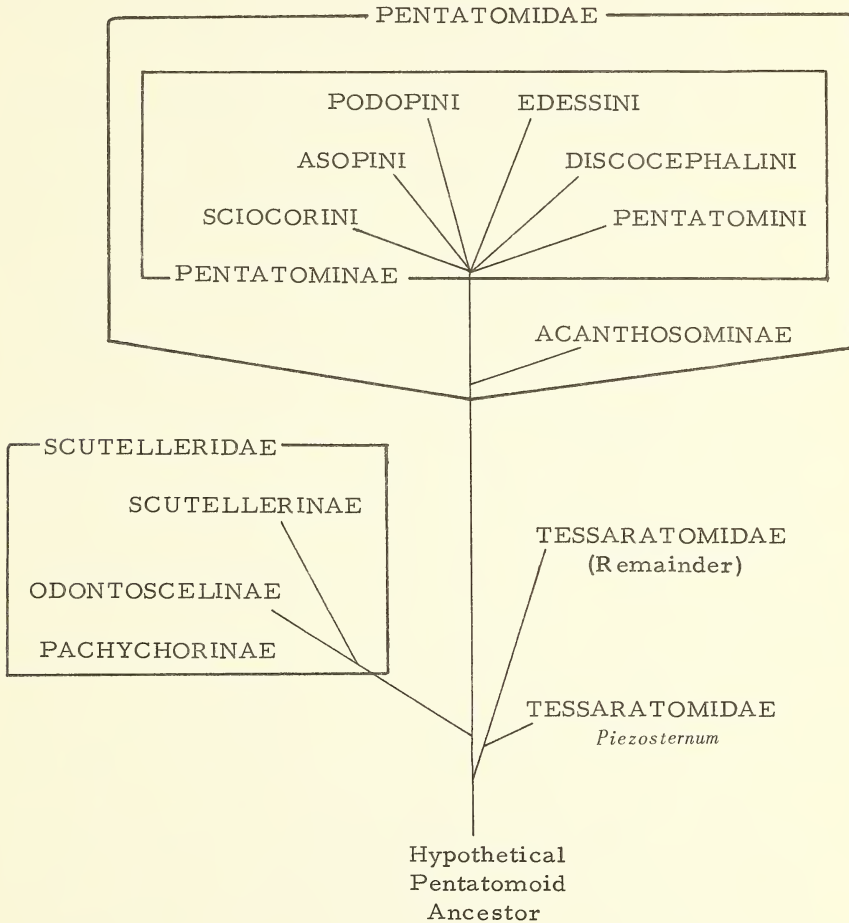 PENTATOMIDAE
PODOPINI
EDESSINI
ASOPINI
DISCOCEPHALINI
SCIOCORINI
PENTATOMINI
PENTATOMINAE
ACANTHOSOMINAE
SCUTELLERIDAE
SCUTELLERINAE
TESSARATOMIDAE
(Remainder)
ODONTOSCELINAE
PACHYCHORINAE
TESSARATOMIDAE
Piezosternum
Hypothetical
Pentatomoid
Ancestor